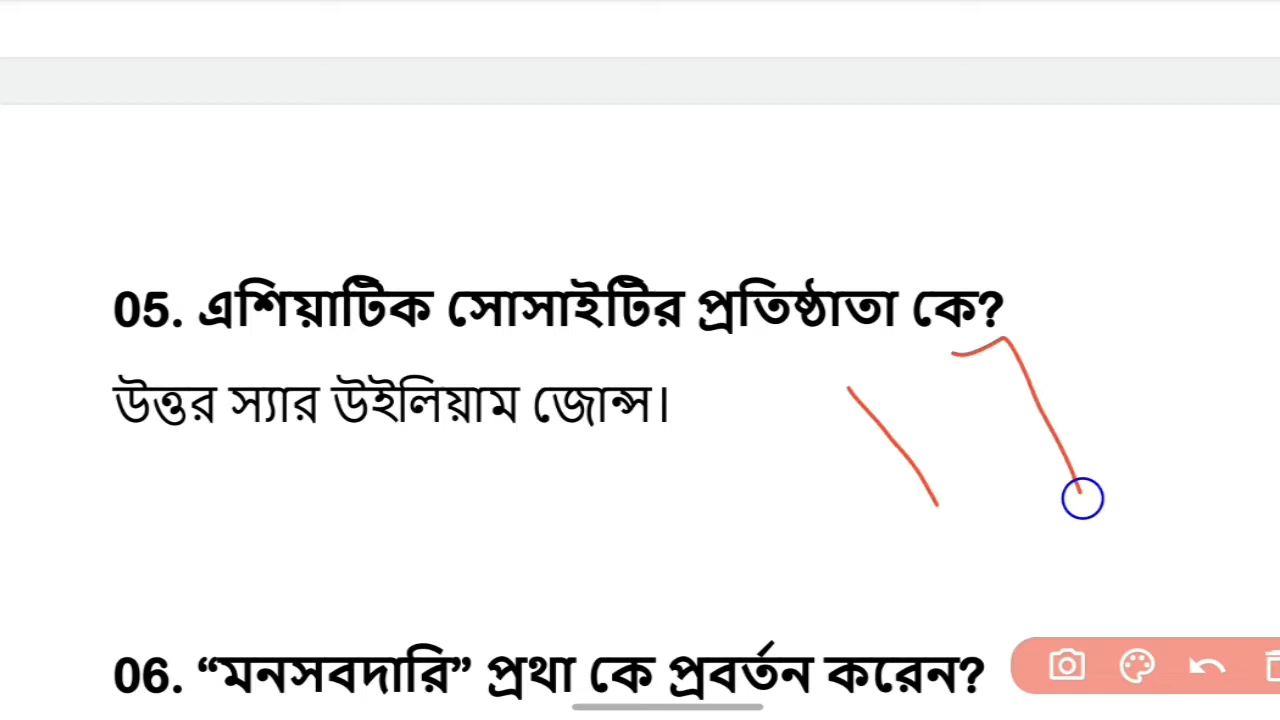 05. এশিয়াটিক সোসাইটির প্রতিষ্ঠাতা কে?
উত্তর স্যার উইলিয়াম জোন্স।
06. “মনসবদারি” প্রথা কে প্রবর্তন করেন?